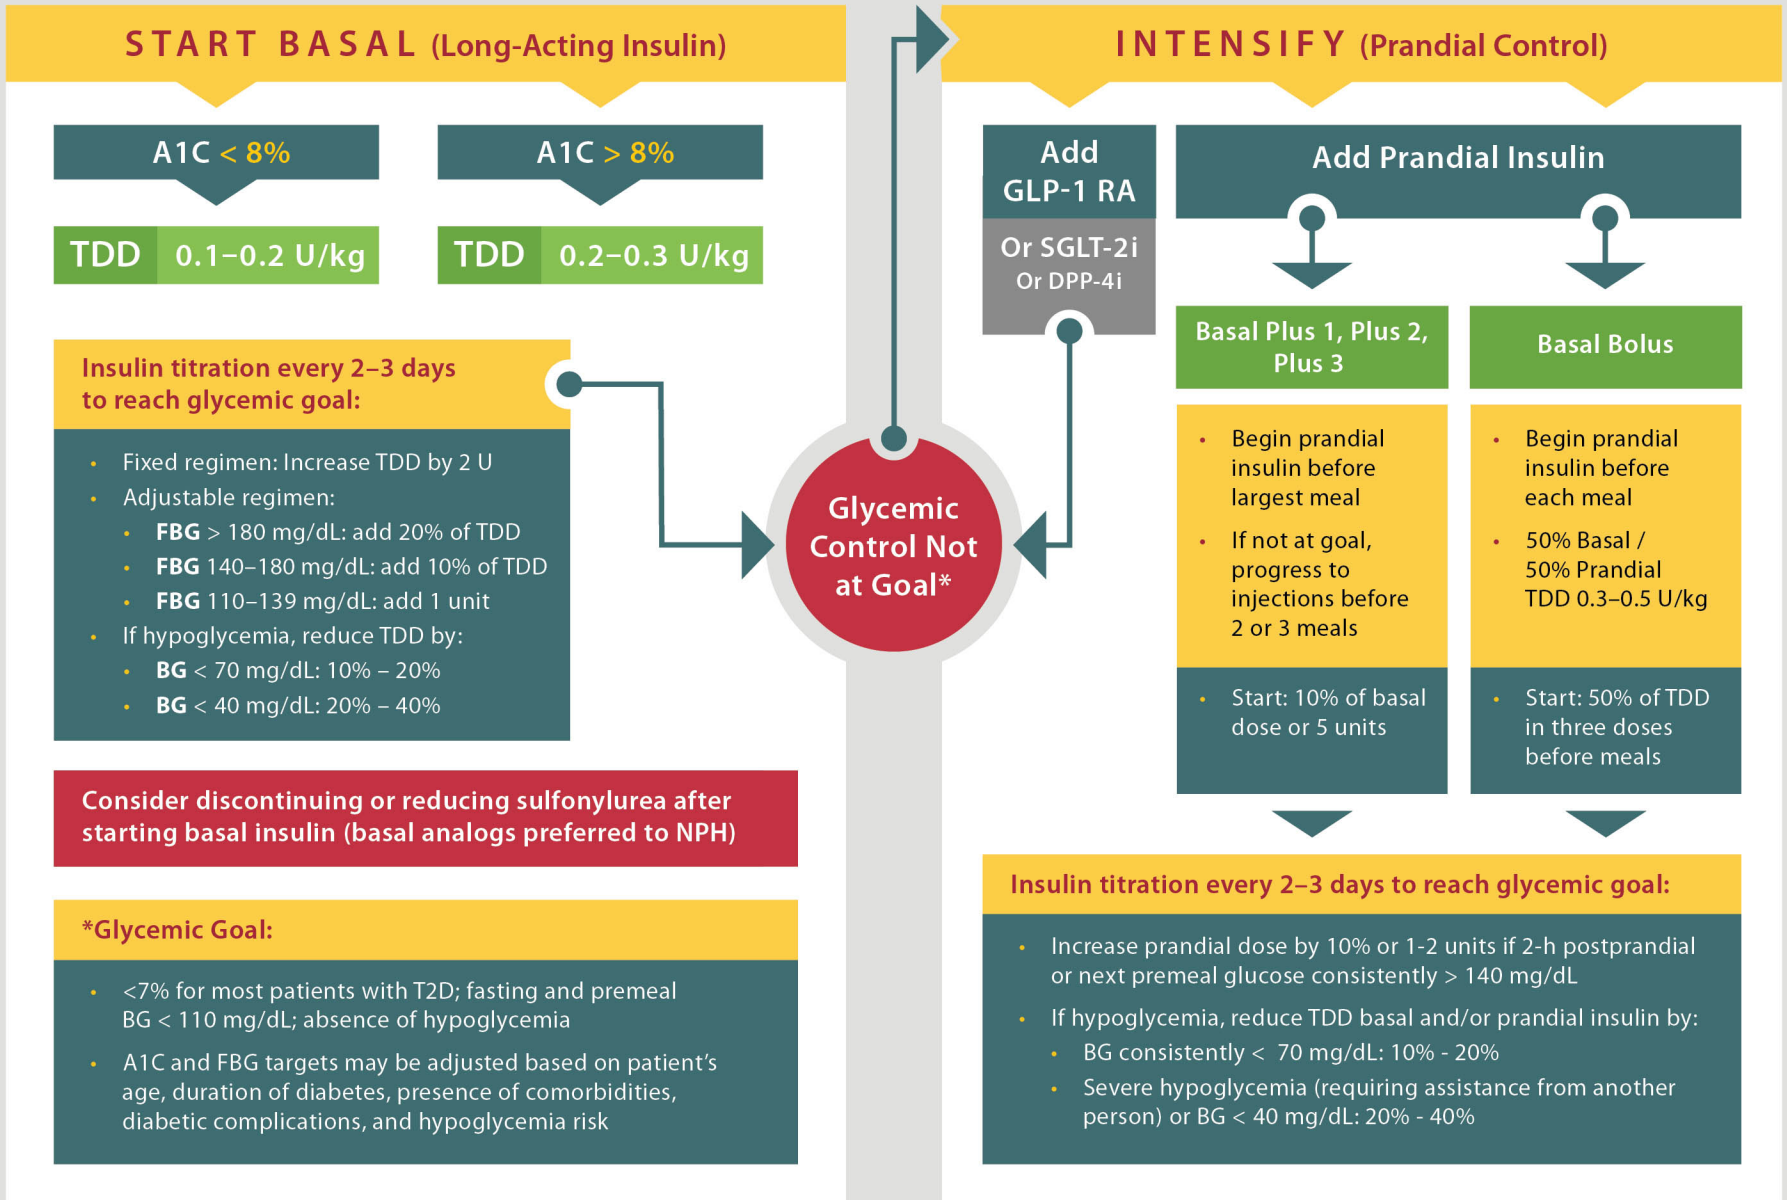 START BASAL (Long-Acting Insulin)
A1C < 8%
A1C > 8%
TDD 0.1–0.2 U/kg
TDD 0.2–0.3 U/kg
Insulin titration every 2–3 days
to reach glycemic goal:
• Fixed regimen: Increase TDD by 2 U
• Adjustable regimen:
• FBG > 180 mg/dL: add 20% of TDD
• FBG 140–180 mg/dL: add 10% of TDD
• FBG 110–139 mg/dL: add 1 unit
• If hypoglycemia, reduce TDD by:
• BG < 70 mg/dL: 10% – 20%
• BG < 40 mg/dL: 20% – 40%
Consider discontinuing or reducing sulfonylurea after
starting basal insulin (basal analogs preferred to NPH)
*Glycemic Goal:
• <7% for most patients with T2D; fasting and premeal
BG < 110 mg/dL; absence of hypoglycemia
• A1C and FBG targets may be adjusted based on patient's
age, duration of diabetes, presence of comorbidities,
diabetic complications, and hypoglycemia risk
Glycemic
Control Not
at Goal*
INTENSIFY (Prandial Control)
Add
GLP-1 RA
Or SGLT-2i
Or DPP-4i
Add Prandial Insulin
Basal Plus 1, Plus 2,
Plus 3
• Begin prandial
insulin before
largest meal
• If not at goal,
progress to
injections before
2 or 3 meals
• Start: 10% of basal
dose or 5 units
Basal Bolus
• Begin prandial
insulin before
each meal
• 50% Basal /
50% Prandial
TDD 0.3–0.5 U/kg
• Start: 50% of TDD
in three doses
before meals
Insulin titration every 2–3 days to reach glycemic goal:
• Increase prandial dose by 10% or 1-2 units if 2-h postprandial
or next premeal glucose consistently > 140 mg/dL
• If hypoglycemia, reduce TDD basal and/or prandial insulin by:
• BG consistently < 70 mg/dL: 10% - 20%
• Severe hypoglycemia (requiring assistance from another
person) or BG < 40 mg/dL: 20% - 40%